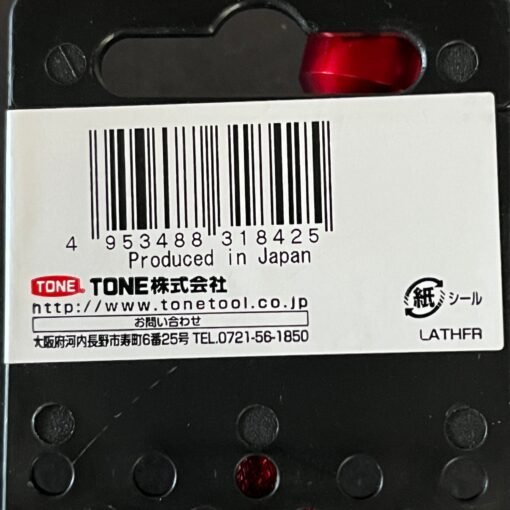 4 953488 318425
Produced in Japan
TONE® TONE株式会社
http://www.tonetool.co.jp
お問い合わせ
大阪府河内長野市寿町6番25号 TEL.0721-56-1850
紙 シール
LATHFR